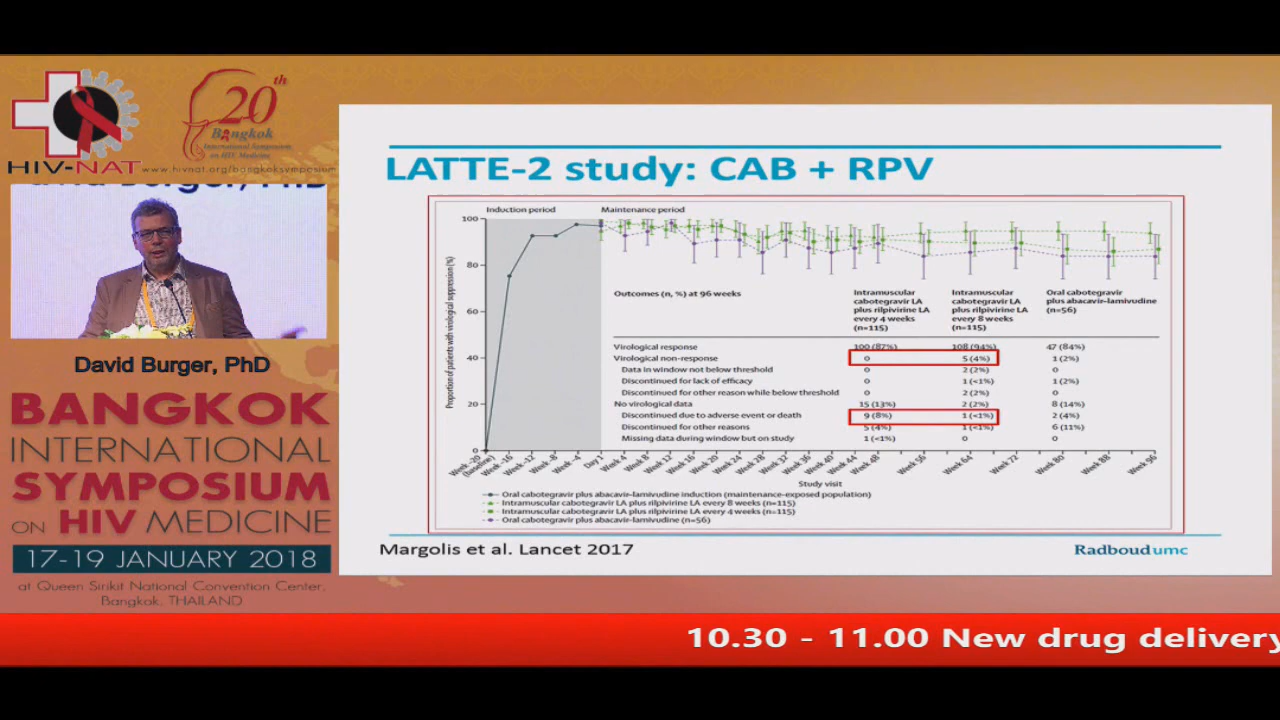 HIV-NAT
20th
Bangkok
International Symposium
on HIV Medicine
www.hivnat.org/bangkoksymposium
David Burger, PhD
David Burger, PhD
BANGKOK
INTERNATIONAL
SYMPOSIUM
ON HIV MEDICINE
17-19 JANUARY 2018
at Queen Sirikit National Convention Center,
Bangkok, THAILAND
LATTE-2 study: CAB + RPV
Induction period Maintenance period
Proportion of patients with virological suppression (%)
100
80
60
40
20
0
Outcomes (n, %) at 96 weeks
Intramuscular
cabotegravir LA
plus rilpivirine LA
every 4 weeks
(n=115)
Intramuscular
cabotegravir LA
plus rilpivirine LA
every 8 weeks
(n=115)
Oral cabotegravir
plus abacavir-lamivudine
(n=56)
Virological response 100 (87%) 108 (94%) 47 (84%)
Virological non-response 0 5 (4%) 1 (2%)
Data in window not below threshold 0 2 (2%) 0
Discontinued for lack of efficacy 0 1 (<1%) 1 (2%)
Discontinued for other reason while below threshold 0 2 (2%) 0
No virological data 15 (13%) 2 (2%) 8 (14%)
Discontinued due to adverse event or death 9 (8%) 1 (<1%) 2 (4%)
Discontinued for other reasons 5 (4%) 1 (<1%) 6 (11%)
Missing data during window but on study 1 (<1%) 0 0
Week -20
(baseline)
Week -16
Week -12
Week -8
Week -4
Day 1
Week 4
Week 8
Week 12
Week 16
Week 20
Week 24
Week 28
Week 32
Week 36
Week 40
Week 44
Week 48
Week 56
Week 64
Week 72
Week 80
Week 88
Week 96
Study visit
Oral cabotegravir plus abacavir-lamivudine induction (maintenance-exposed population)
Intramuscular cabotegravir LA plus rilpivirine LA every 8 weeks (n=115)
Intramuscular cabotegravir LA plus rilpivirine LA every 4 weeks (n=115)
Oral cabotegravir plus abacavir-lamivudine (n=56)
Margolis et al. Lancet 2017
Radboudumc
10.30 - 11.00 New drug delivery